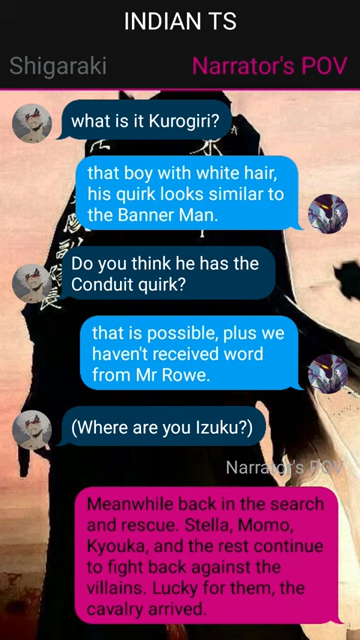 INDIAN TS
Shigaraki
Narrator's POV
what is it Kurogiri?
that boy with white hair,
his quirk looks similar to
the Banner Man.
Do you think he has the
Conduit quirk?
that is possible, plus we
haven't received word
from Mr Rowe.
(Where are you Izuku?)
Narrator's POV
Meanwhile back in the search
and rescue. Stella, Momo,
Kyouka, and the rest continue
to fight back against the
villains. Lucky for them, the
cavalry arrived.